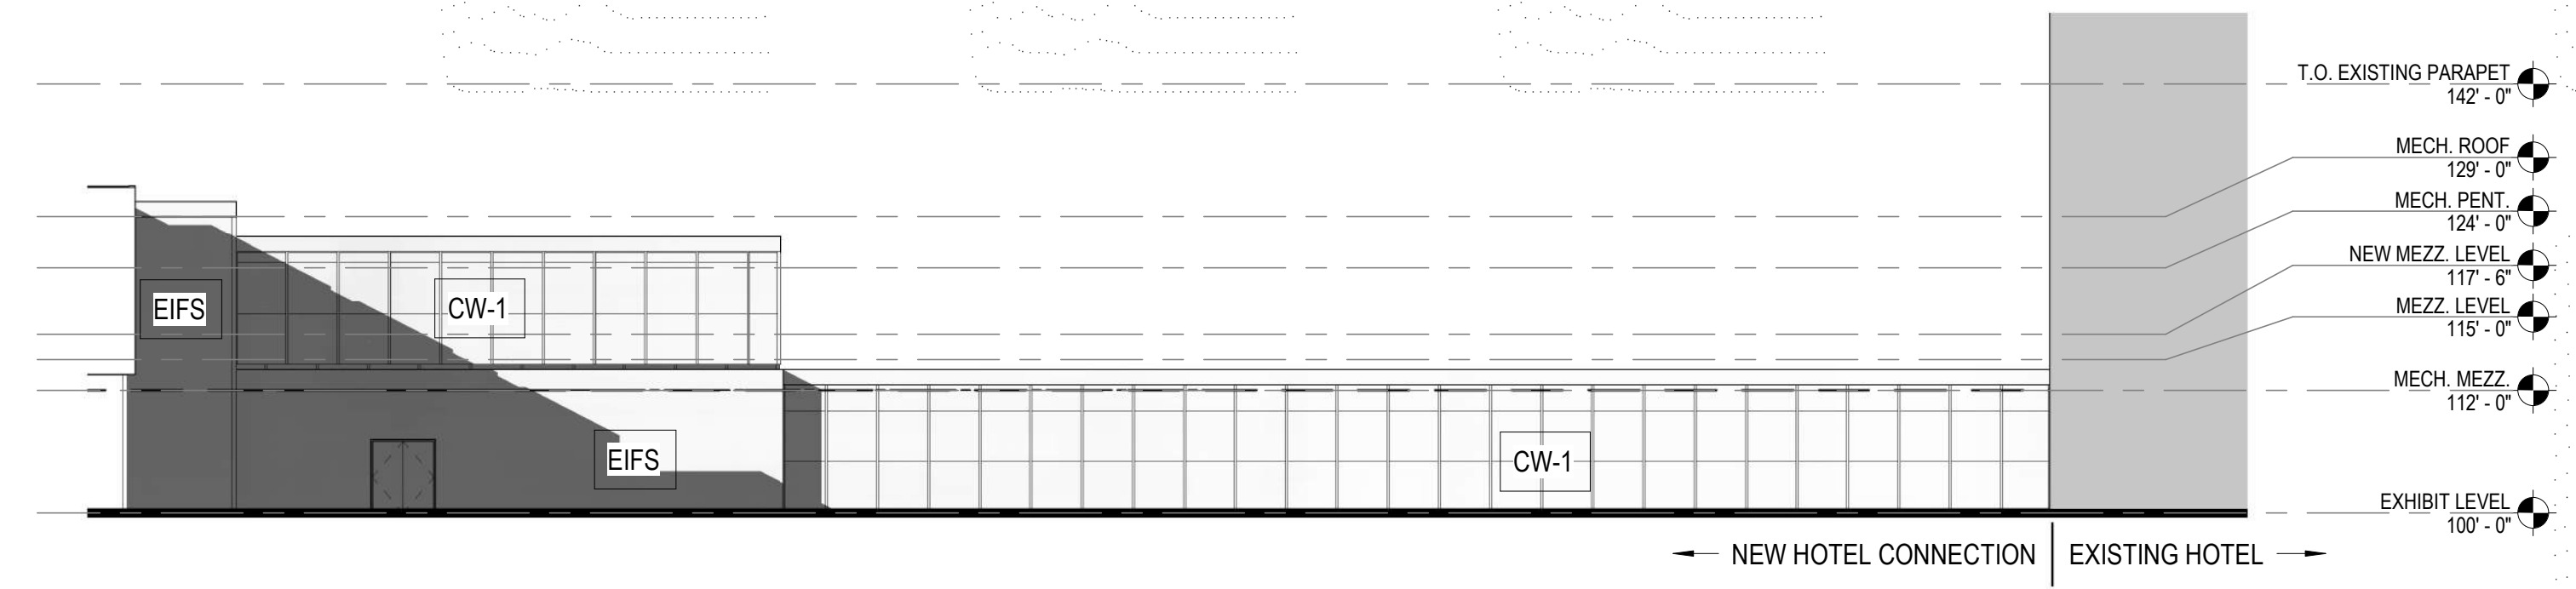 T.O. EXISTING PARAPET
142' - 0"
MECH. ROOF
129' - 0"
MECH. PENT.
124' - 0"
NEW MEZZ. LEVEL
117' - 6"
MEZZ. LEVEL
115' - 0"
EIFS
CW-1
MECH. MEZZ.
112' - 0"
EIFS
CW-1
EXHIBIT LEVEL
100' - 0"
NEW HOTEL CONNECTION
EXISTING HOTEL